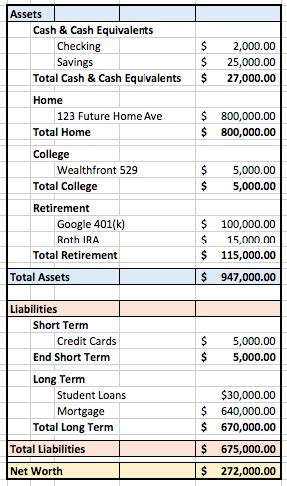 Assets
Cash & Cash Equivalents
Checking $ 2,000.00
Savings $ 25,000.00
Total Cash & Cash Equivalents $ 27,000.00
Home
123 Future Home Ave $ 800,000.00
Total Home $ 800,000.00
College
Wealthfront 529 $ 5,000.00
Total College $ 5,000.00
Retirement
Google 401(k) $ 100,000.00
Roth IRA $ 15,000.00
Total Retirement $ 115,000.00
Total Assets $ 947,000.00
Liabilities
Short Term
Credit Cards $ 5,000.00
End Short Term $ 5,000.00
Long Term
Student Loans $30,000.00
Mortgage $ 640,000.00
Total Long Term $ 670,000.00
Total Liabilities $ 675,000.00
Net Worth $ 272,000.00